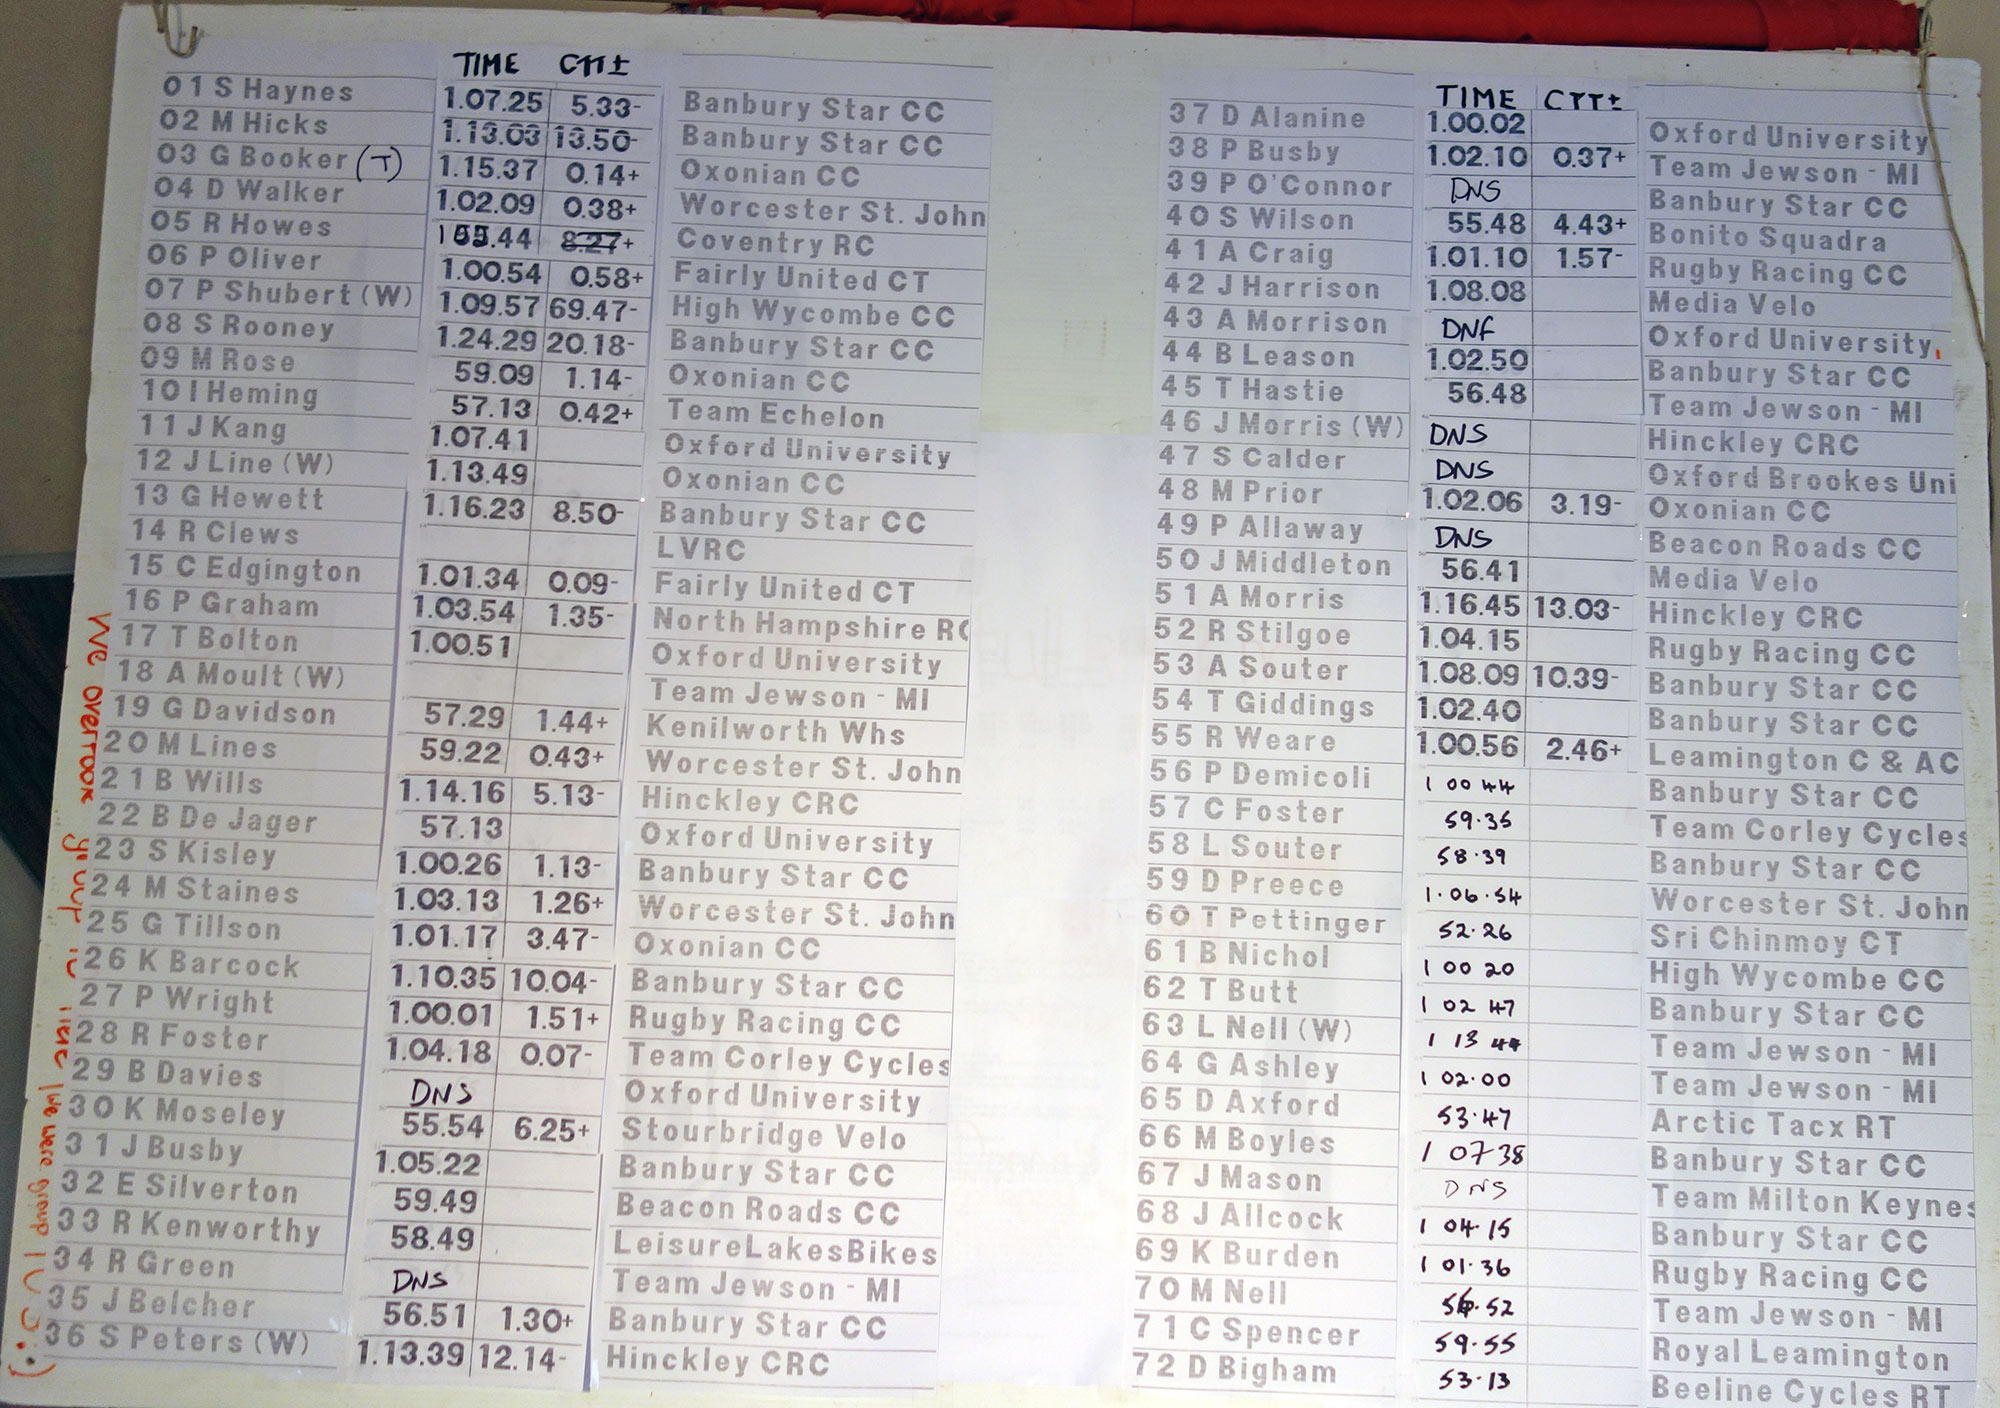 TIME CTT±
01 S Haynes 1.07.25 5.33- Banbury Star CC
02 M Hicks 1.13.03 13.50- Banbury Star CC
03 G Booker (T) 1.15.37 0.14+ Oxonian CC
04 D Walker 1.02.09 0.38+ Worcester St. John
05 R Howes 55.44 8.27+ Coventry RC
06 P Oliver 1.00.54 0.58+ Fairly United CT
07 P Shubert (W) 1.09.57 69.47- High Wycombe CC
08 S Rooney 1.24.29 20.18- Banbury Star CC
09 M Rose 59.09 1.14- Oxonian CC
10 I Heming 57.13 0.42+ Team Echelon
11 J Kang 1.07.41 Oxford University
12 J Line (W) 1.13.49 Oxonian CC
13 G Hewett 1.16.23 8.50- Banbury Star CC
14 R Clews LVRC
15 C Edgington 1.01.34 0.09- Fairly United CT
16 P Graham 1.03.54 1.35- North Hampshire RC
17 T Bolton 1.00.51 Oxford University
18 A Moult (W) Team Jewson - MI
19 G Davidson 57.29 1.44+ Kenilworth Whs
20 M Lines 59.22 0.43+ Worcester St. John
21 B Wills 1.14.16 5.13- Hinckley CRC
22 B De Jager 57.13 Oxford University
23 S Kisley 1.00.26 1.13- Banbury Star CC
24 M Staines 1.03.13 1.26+ Worcester St. John
25 G Tillson 1.01.17 3.47- Oxonian CC
26 K Barcock 1.10.35 10.04- Banbury Star CC
27 P Wright 1.00.01 1.51+ Rugby Racing CC
28 R Foster 1.04.18 0.07- Team Corley Cycles
29 B Davies DNS Oxford University
30 K Moseley 55.54 6.25+ Stourbridge Velo
31 J Busby 1.05.22 Banbury Star CC
32 E Silverton 59.49 Beacon Roads CC
33 R Kenworthy 58.49 LeisureLakesBikes
34 R Green DNS Team Jewson - MI
35 J Belcher 56.51 1.30+ Banbury Star CC
36 S Peters (W) 1.13.39 12.14- Hinckley CRC
We overtook
TIME CTT±
37 D Alanine 1.00.02 Oxford University
38 P Busby 1.02.10 0.37+ Team Jewson - MI
39 P O'Connor DNS Banbury Star CC
40 S Wilson 55.48 4.43+ Bonito Squadra
41 A Craig 1.01.10 1.57- Rugby Racing CC
42 J Harrison 1.08.08 Media Velo
43 A Morrison DNF Oxford University
44 B Leason 1.02.50 Banbury Star CC
45 T Hastie 56.48 Team Jewson - MI
46 J Morris (W) DNS Hinckley CRC
47 S Calder DNS Oxford Brookes Uni
48 M Prior 1.02.06 3.19- Oxonian CC
49 P Allaway DNS Beacon Roads CC
50 J Middleton 56.41 Media Velo
51 A Morris 1.16.45 13.03- Hinckley CRC
52 R Stilgoe 1.04.15 Rugby Racing CC
53 A Souter 1.08.09 10.39- Banbury Star CC
54 T Giddings 1.02.40 Banbury Star CC
55 R Weare 1.00.56 2.46+ Leamington C & AC
56 P Demicoli 1 00 44 Banbury Star CC
57 C Foster 59.35 Team Corley Cycles
58 L Souter 58.39 Banbury Star CC
59 D Preece 1.06.54 Worcester St. John
60 T Pettinger 52.26 Sri Chinmoy CT
61 B Nichol 1 00 20 High Wycombe CC
62 T Butt 1 02 47 Banbury Star CC
63 L Nell (W) 1 13 44 Team Jewson - MI
64 G Ashley 1 02.00 Team Jewson - MI
65 D Axford 53.47 Arctic Tacx RT
66 M Boyles 1 07.38 Banbury Star CC
67 J Mason DNS Team Milton Keynes
68 J Allcock 1 04.15 Banbury Star CC
69 K Burden 1 01.36 Rugby Racing CC
70 M Nell 56.52 Team Jewson - MI
71 C Spencer 59.55 Royal Leamington
72 D Bigham 53.13 Beeline Cycles RT